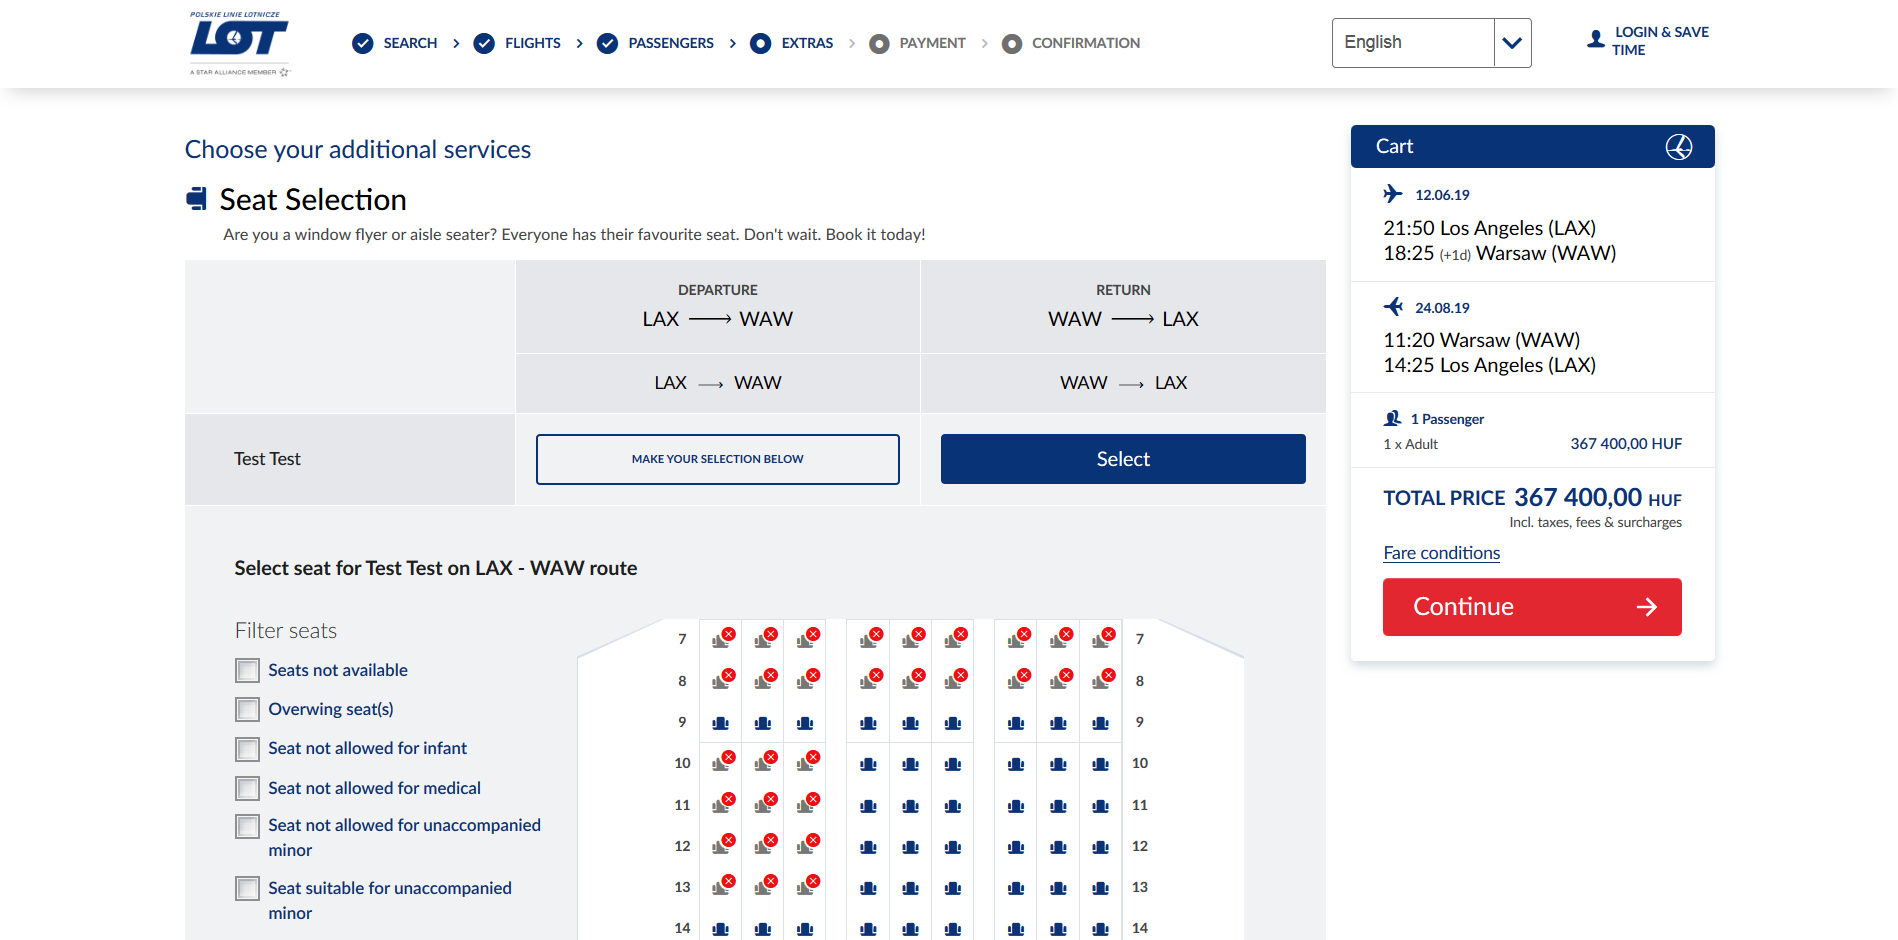 POLSKIE LINIE LOTNICZE
LOT
A STAR ALLIANCE MEMBER
SEARCH
FLIGHTS
PASSENGERS
EXTRAS
PAYMENT
CONFIRMATION
English
LOGIN & SAVE
TIME
Choose your additional services
Seat Selection
Are you a window flyer or aisle seater? Everyone has their favourite seat. Don't wait. Book it today!
DEPARTURE
LAX WAW
RETURN
WAW LAX
LAX WAW
WAW LAX
Test Test
MAKE YOUR SELECTION BELOW
Select
Select seat for Test Test on LAX - WAW route
Filter seats
Seats not available
Overwing seat(s)
Seat not allowed for infant
Seat not allowed for medical
Seat not allowed for unaccompanied
minor
Seat suitable for unaccompanied
minor
7 7
8 8
9 9
10 10
11 11
12 12
13 13
14 14
Cart
12.06.19
21:50 Los Angeles (LAX)
18:25 (+1d) Warsaw (WAW)
24.08.19
11:20 Warsaw (WAW)
14:25 Los Angeles (LAX)
1 Passenger
1 x Adult 367 400,00 HUF
TOTAL PRICE 367 400,00 HUF
Incl. taxes, fees & surcharges
Fare conditions
Continue